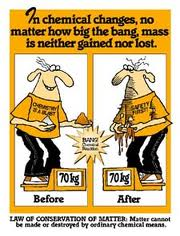 In chemical changes, no
matter how big the bang, mass
is neither gained nor lost.
CHEMISTRY
IS A BLAST
SAFETY
FIRST!
BANG!
Chemical
Reaction
70 kg
70 kg
Before
After
LAW OF CONSERVATION OF MATTER: Matter cannot
be made or destroyed by ordinary chemical means.